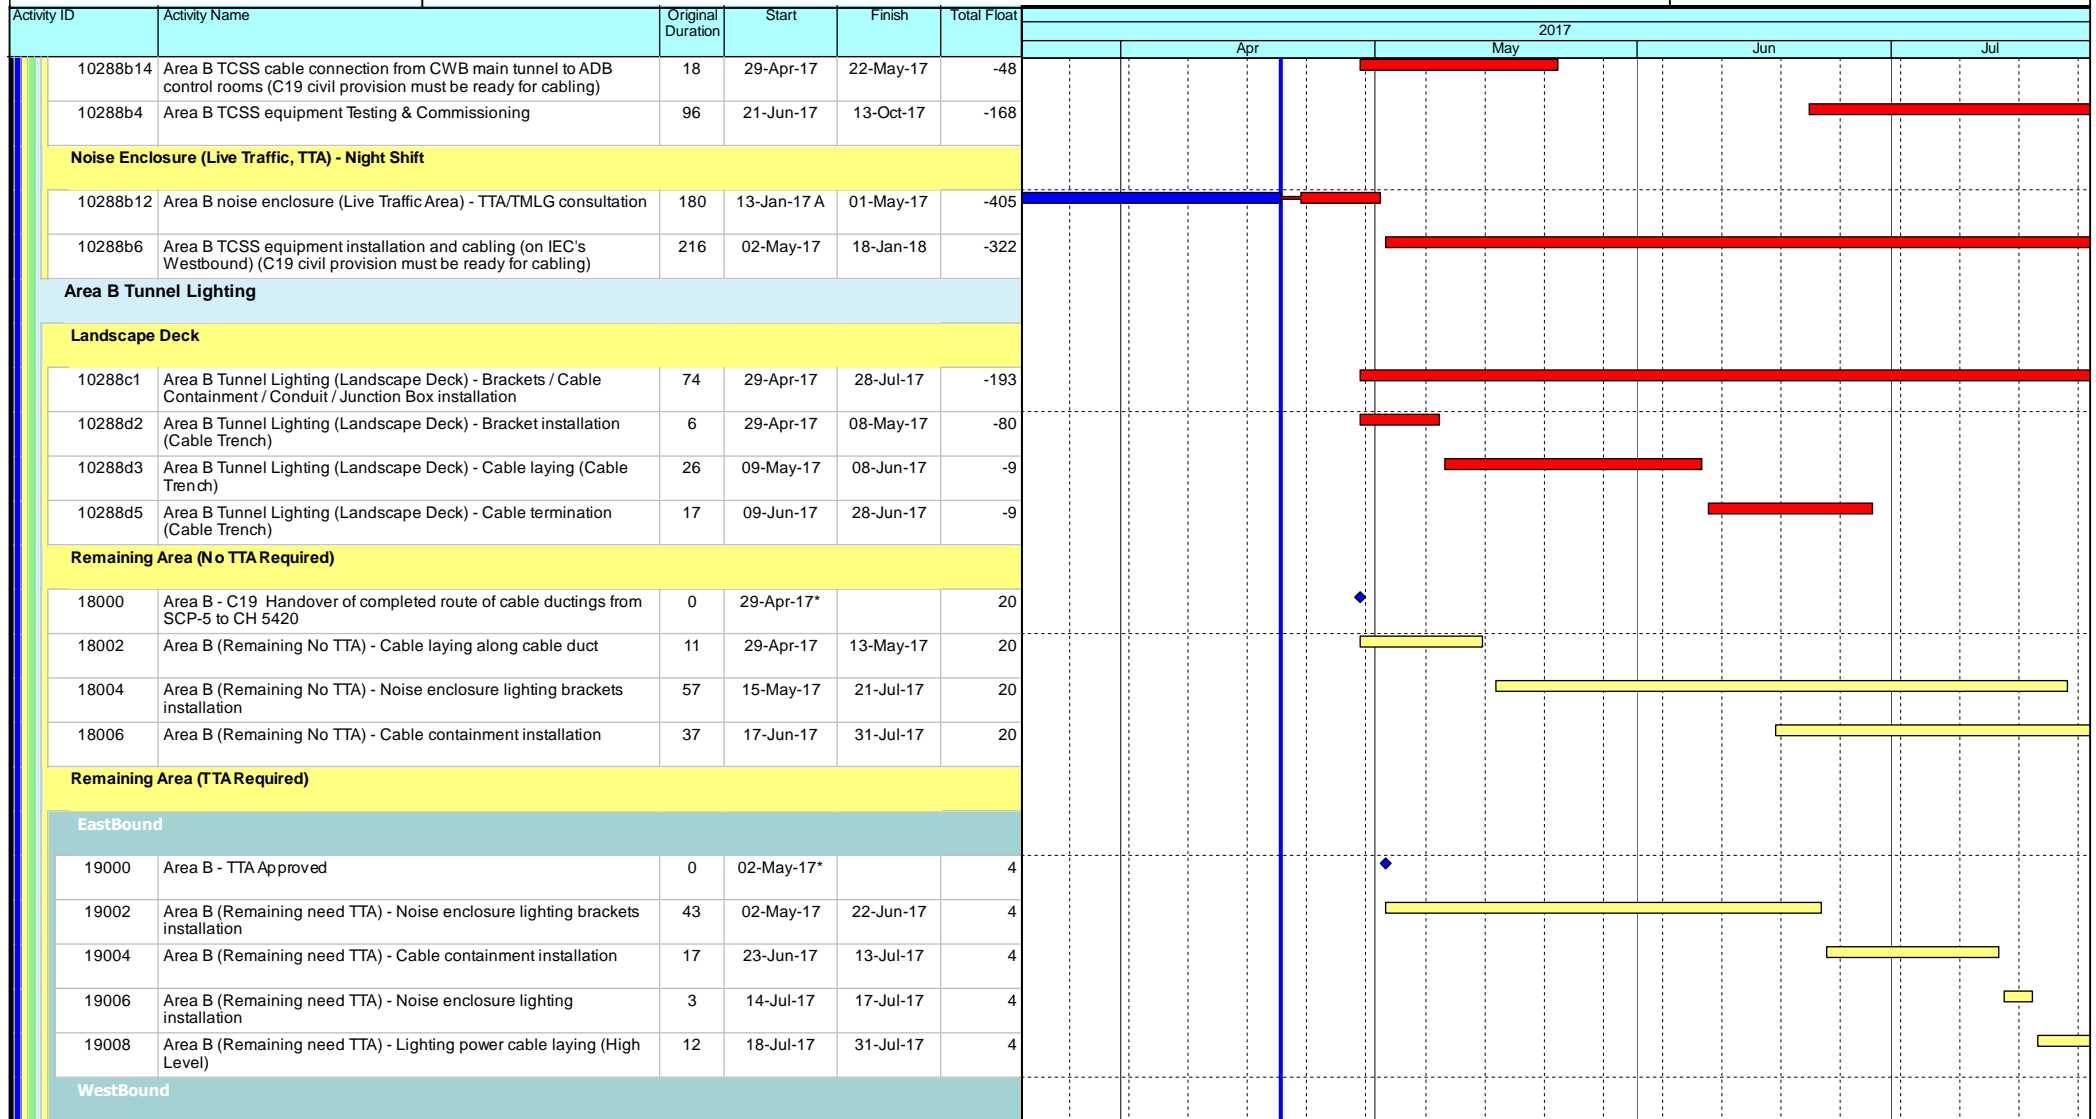 Activity ID Activity Name Original Start Finish Total Float
Duration
2017
Apr May Jun Jul
10288b14 Area B TCSS cable connection from CWB main tunnel to ADB 18 29-Apr-17 22-May-17 -48
control rooms (C19 civil provision must be ready for cabling)
10288b4 Area B TCSS equipment Testing & Commissioning 96 21-Jun-17 13-Oct-17 -168
Noise Enclosure (Live Traffic, TTA) - Night Shift
10288b12 Area B noise enclosure (Live Traffic Area) - TTA/TMLG consultation 180 13-Jan-17 A 01-May-17 -405
10288b6 Area B TCSS equipment installation and cabling (on IEC's 216 02-May-17 18-Jan-18 -322
Westbound) (C19 civil provision must be ready for cabling)
Area B Tunnel Lighting
Landscape Deck
10288c1 Area B Tunnel Lighting (Landscape Deck) - Brackets / Cable 74 29-Apr-17 28-Jul-17 -193
Containment / Conduit / Junction Box installation
10288d2 Area B Tunnel Lighting (Landscape Deck) - Bracket installation 6 29-Apr-17 08-May-17 -80
(Cable Trench)
10288d3 Area B Tunnel Lighting (Landscape Deck) - Cable laying (Cable 26 09-May-17 08-Jun-17 -9
Trench)
10288d5 Area B Tunnel Lighting (Landscape Deck) - Cable termination 17 09-Jun-17 28-Jun-17 -9
(Cable Trench)
Remaining Area (No TTA Required)
18000 Area B - C19 Handover of completed route of cable ductings from 0 29-Apr-17* 20
SCP-5 to CH 5420
18002 Area B (Remaining No TTA) - Cable laying along cable duct 11 29-Apr-17 13-May-17 20
18004 Area B (Remaining No TTA) - Noise enclosure lighting brackets 57 15-May-17 21-Jul-17 20
installation
18006 Area B (Remaining No TTA) - Cable containment installation 37 17-Jun-17 31-Jul-17 20
Remaining Area (TTA Required)
EastBound
19000 Area B - TTA Approved 0 02-May-17* 4
19002 Area B (Remaining need TTA) - Noise enclosure lighting brackets 43 02-May-17 22-Jun-17 4
installation
19004 Area B (Remaining need TTA) - Cable containment installation 17 23-Jun-17 13-Jul-17 4
19006 Area B (Remaining need TTA) - Noise enclosure lighting 3 14-Jul-17 17-Jul-17 4
installation
19008 Area B (Remaining need TTA) - Lighting power cable laying (High 12 18-Jul-17 31-Jul-17 4
Level)
WestBound